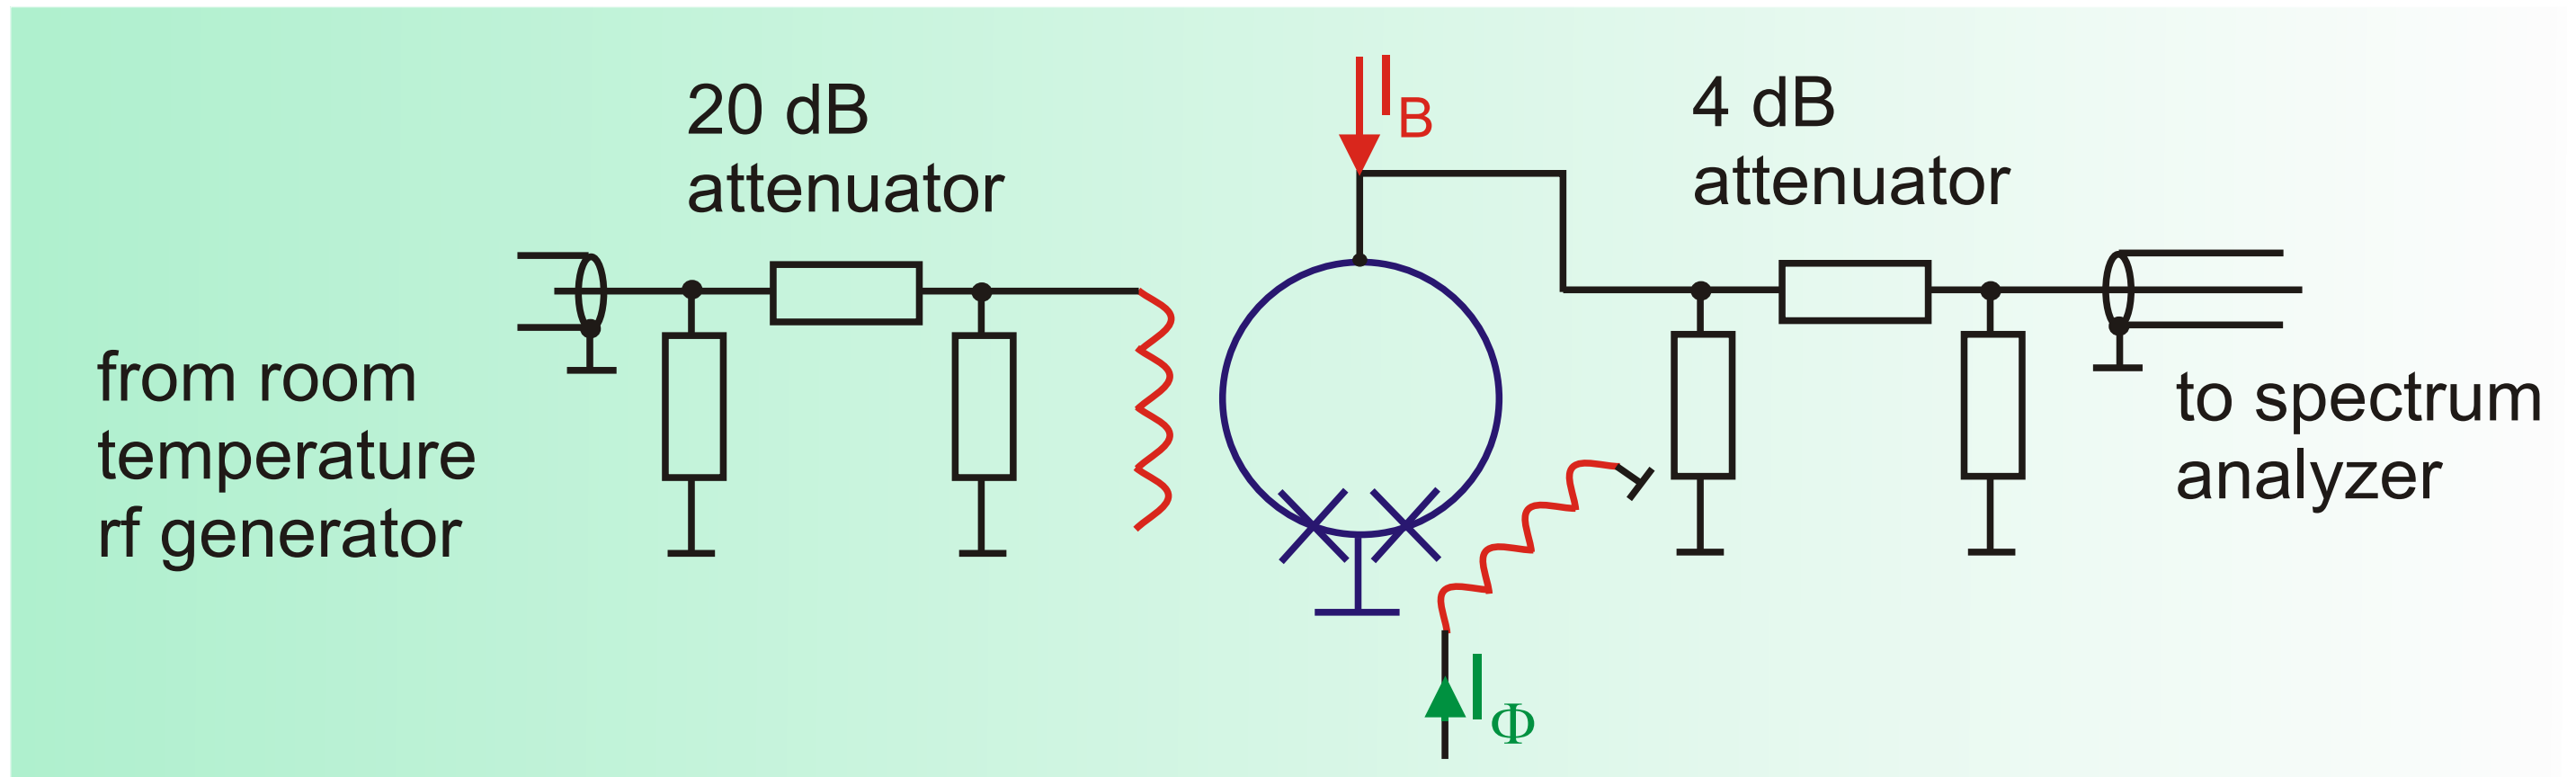 20 dB
attenuator
I_B
4 dB
attenuator
from room
temperature
rf generator
to spectrum
analyzer
I_Φ